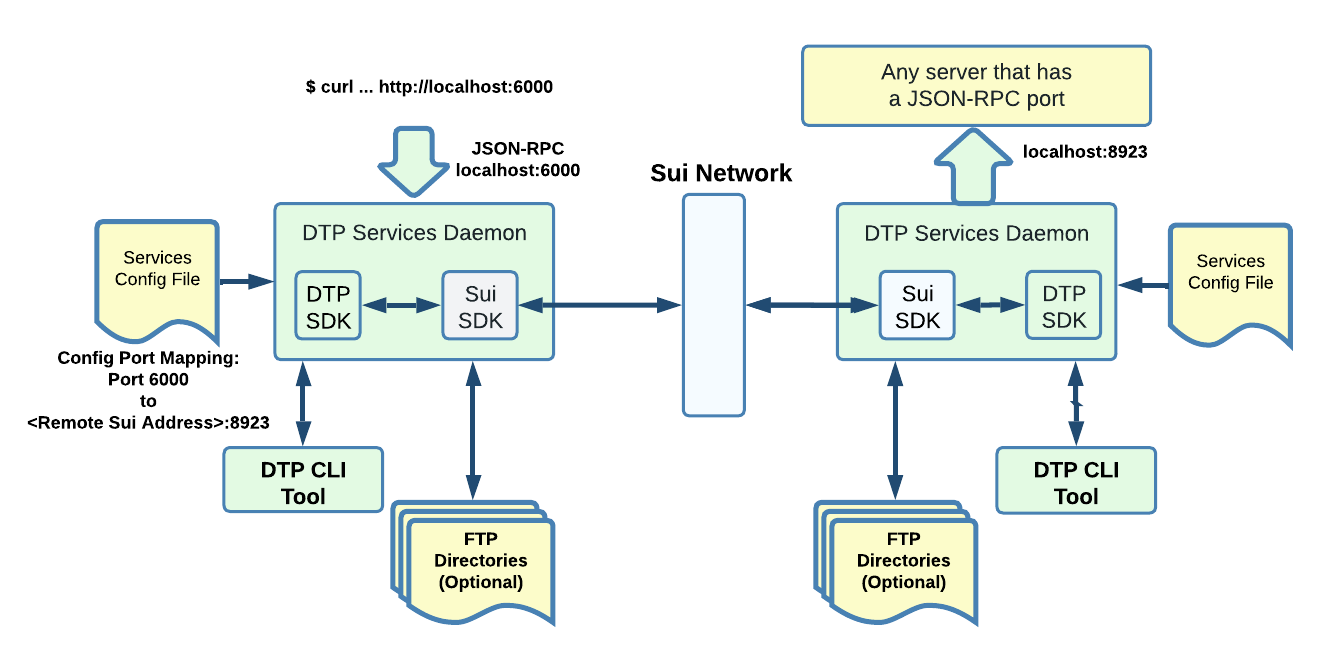 $ curl ... http://localhost:6000
JSON-RPC
localhost:6000
Any server that has
a JSON-RPC port
localhost:8923
Sui Network
DTP Services Daemon
DTP
SDK
Sui
SDK
Services
Config File
Config Port Mapping:
Port 6000
to
<Remote Sui Address>:8923
DTP CLI
Tool
FTP
Directories
(Optional)
DTP Services Daemon
Sui
SDK
DTP
SDK
Services
Config File
FTP
Directories
(Optional)
DTP CLI
Tool